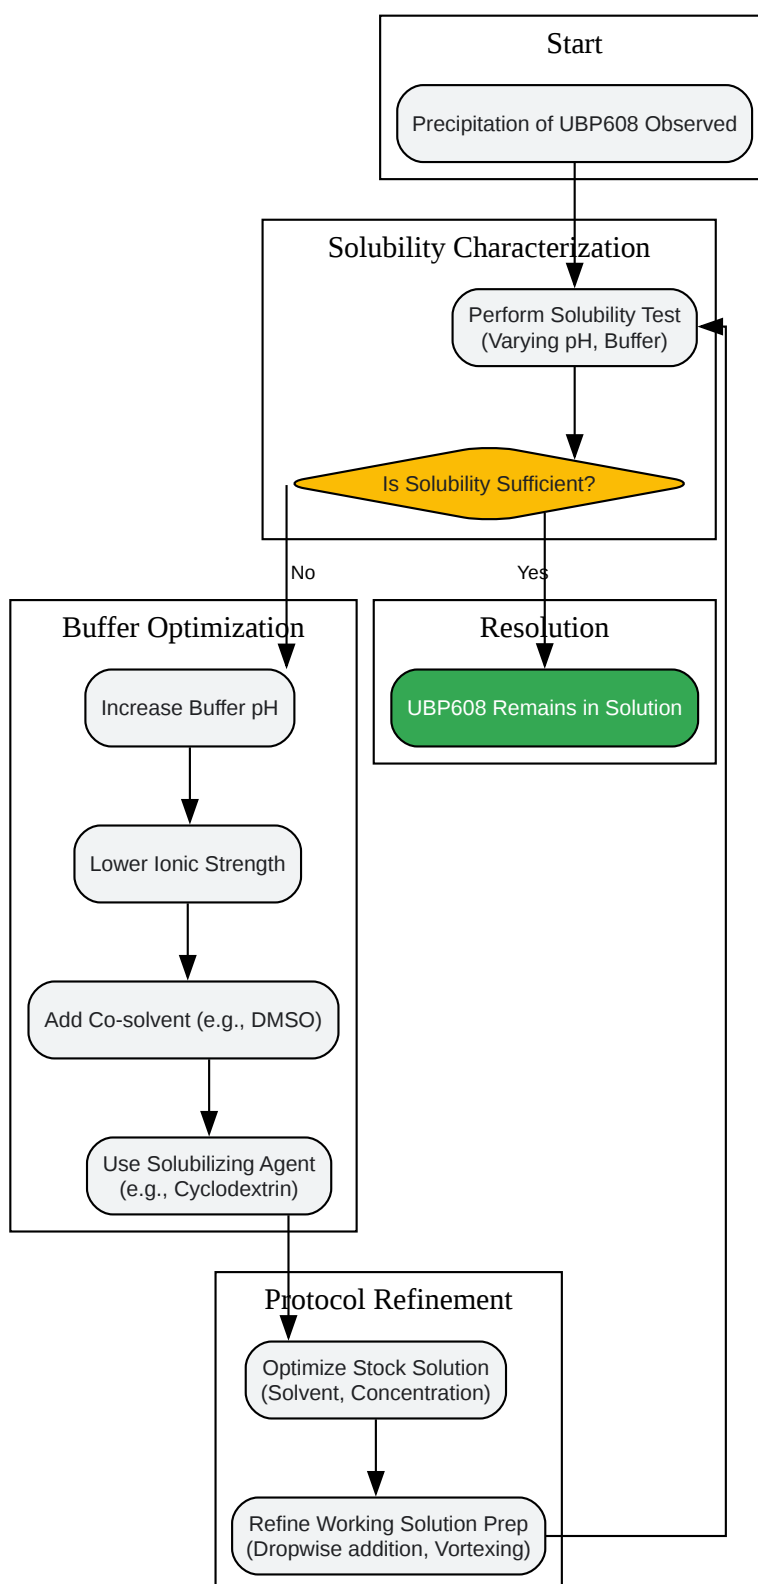 Start
Precipitation of UBP608 Observed
Solubility Characterization
Perform Solubility Test
(Varying pH, Buffer)
Is Solubility Sufficient?
No
Yes
Buffer Optimization
Resolution
Increase Buffer pH
UBP608 Remains in Solution
Lower Ionic Strength
Add Co-solvent (e.g., DMSO)
Use Solubilizing Agent
(e.g., Cyclodextrin)
Protocol Refinement
Optimize Stock Solution
(Solvent, Concentration)
Refine Working Solution Prep
(Dropwise addition, Vortexing)